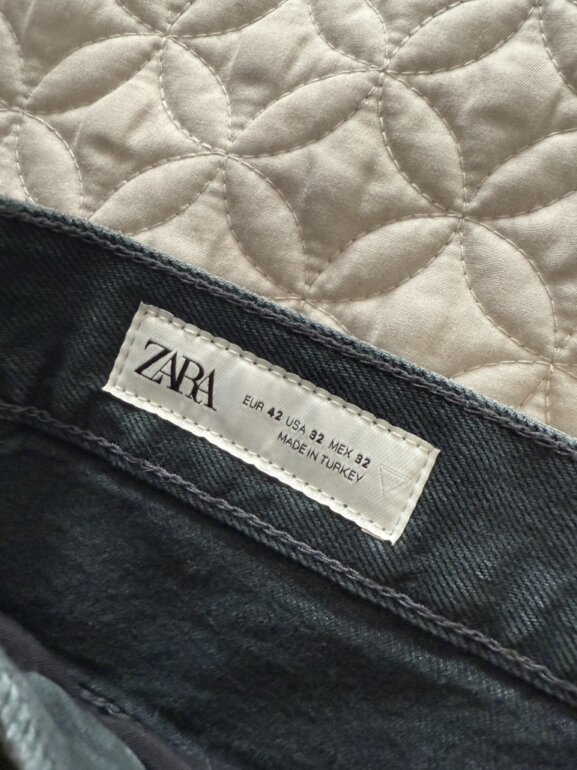 ZARA
EUR 42 USA 32 MEX 32
MADE IN TURKEY